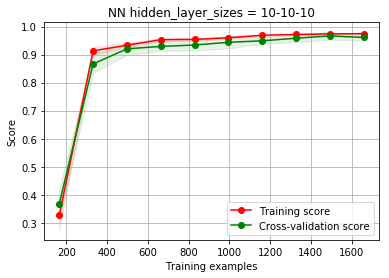 NN hidden_layer_sizes = 10-10-10
1.0
0.9
0.8
0.7
0.6
0.5
0.4
0.3
Score
200 400 600 800 1000 1200 1400 1600
Training examples
Training score
Cross-validation score